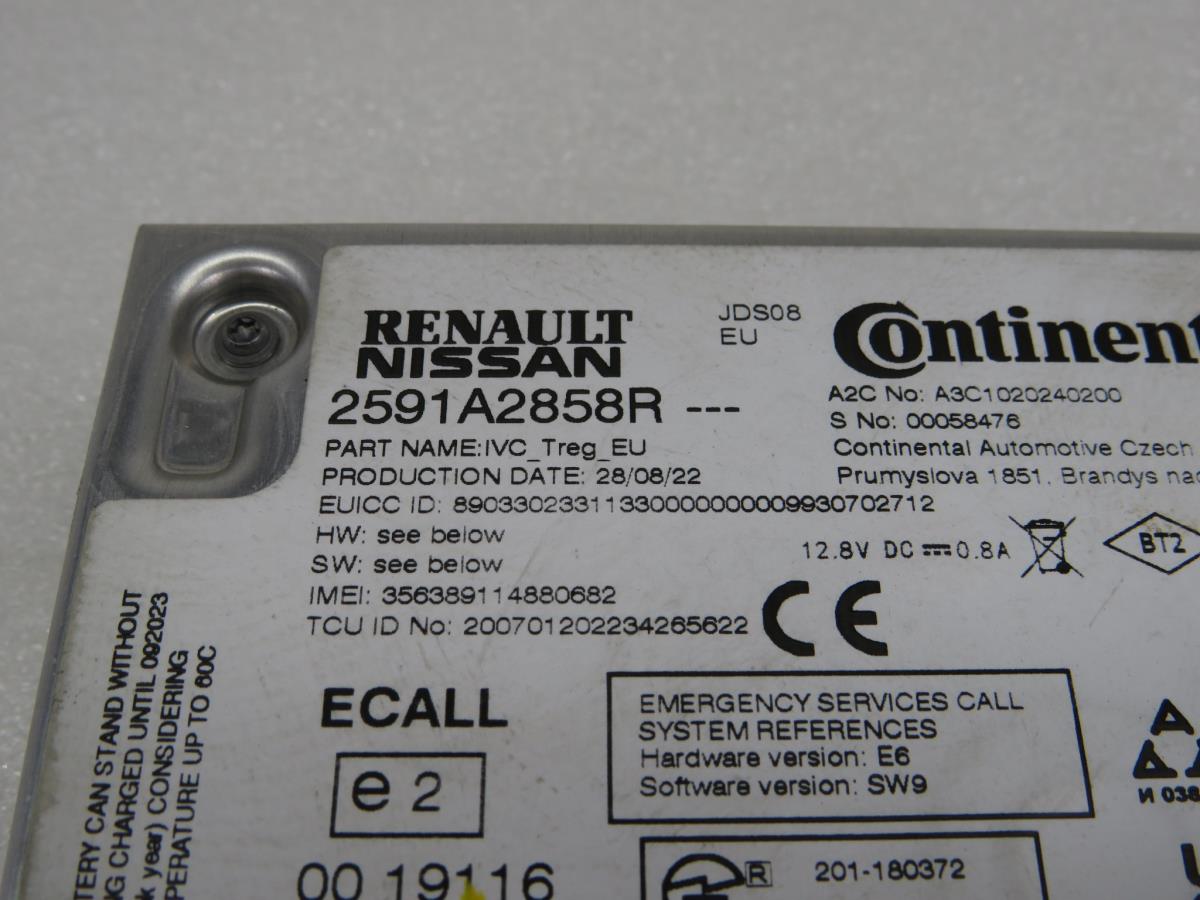 RENAULT
NISSAN
2591A2858R ---
PART NAME:IVC_Treg_EU
PRODUCTION DATE: 28/08/22
EUICC ID: 89033023311330000000009930702712
HW: see below
SW: see below
IMEI: 356389114880682
TCU ID No: 200701202234265622
JDS08
EU
Continent
A2C No: A3C1020240200
S No: 00058476
Continental Automotive Czech
Prumyslova 1851, Brandys nad
12.8V DC 0.8A
BT2
CE
ECALL
e2
00 19116
EMERGENCY SERVICES CALL
SYSTEM REFERENCES
Hardware version: E6
Software version: SW9
R
201-180372
TERY CAN STAND WITHOUT
NG CHARGED UNTIL 092023
k year) CONSIDERING
PERATURE UP TO 60C